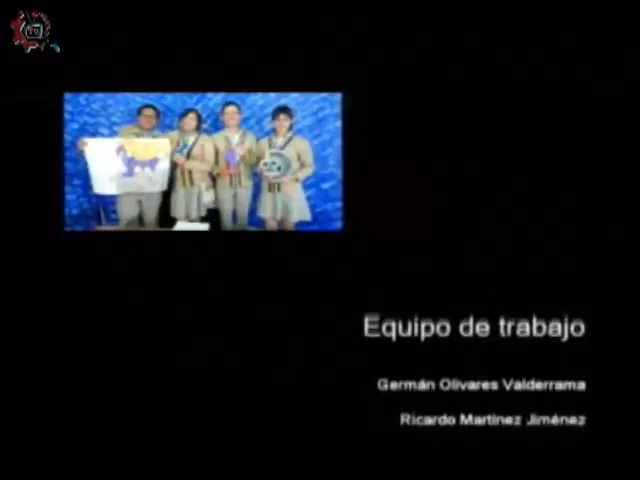 Equipo de trabajo
Germán Olivares Valderrama
Ricardo Martínez Jiménez